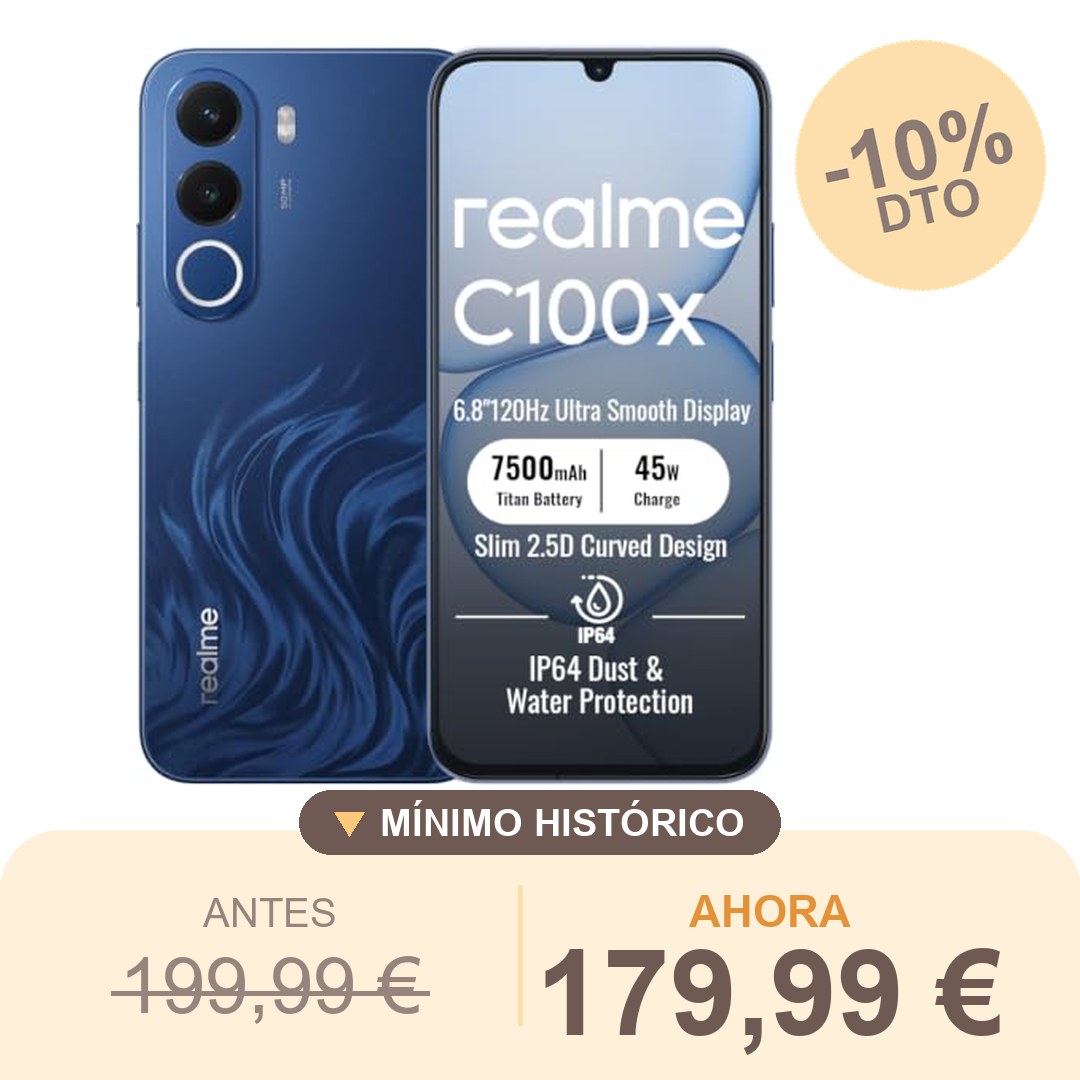 -10%
DTO
50MP
realme
realme
C100x
6.8"120Hz Ultra Smooth Display
7500mAh
Titan Battery
45W
Charge
Slim 2.5D Curved Design
IP64
IP64 Dust &
Water Protection
MÍNIMO HISTÓRICO
ANTES
199,99 €
AHORA
179,99 €